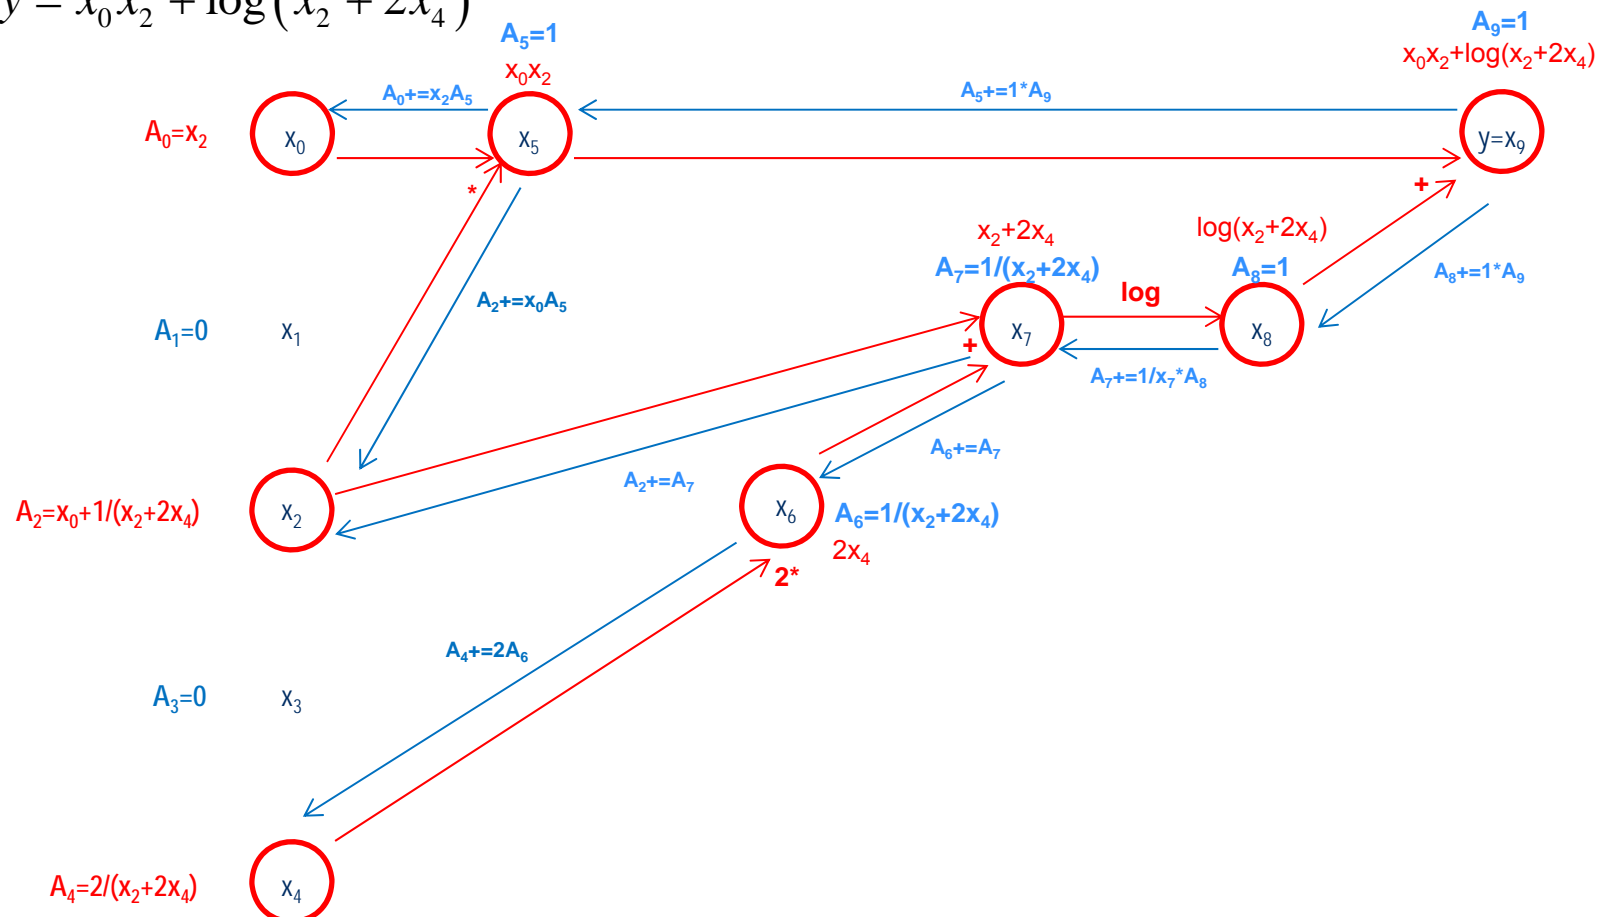 y = x₀x₂ + log(x₂ + 2x₄)
A₅=1
A₉=1
x₀x₂
x₀x₂+log(x₂+2x₄)
A₀+=x₂A₅
A₅+=1*A₉
A₀=x₂
x₀
x₅
y=x₉
*
+
x₂+2x₄
log(x₂+2x₄)
A₇=1/(x₂+2x₄)
A₈=1
A₈+=1*A₉
log
A₂+=x₀A₅
A₁=0
x₁
x₇
x₈
+
A₇+=1/x₇*A₈
A₆+=A₇
A₂+=A₇
A₂=x₀+1/(x₂+2x₄)
x₂
x₆
A₆=1/(x₂+2x₄)
2x₄
2*
A₄+=2A₆
A₃=0
x₃
A₄=2/(x₂+2x₄)
x₄